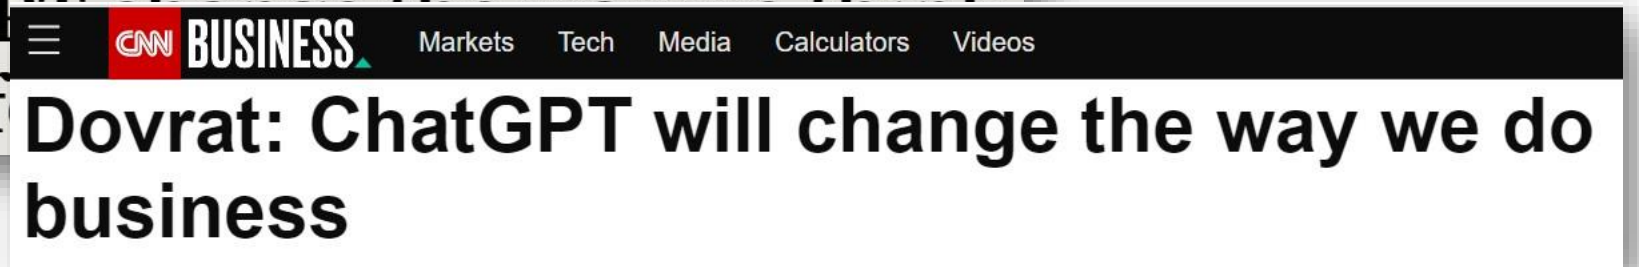 CNN BUSINESS Markets Tech Media Calculators Videos
Dovrat: ChatGPT will change the way we do
business